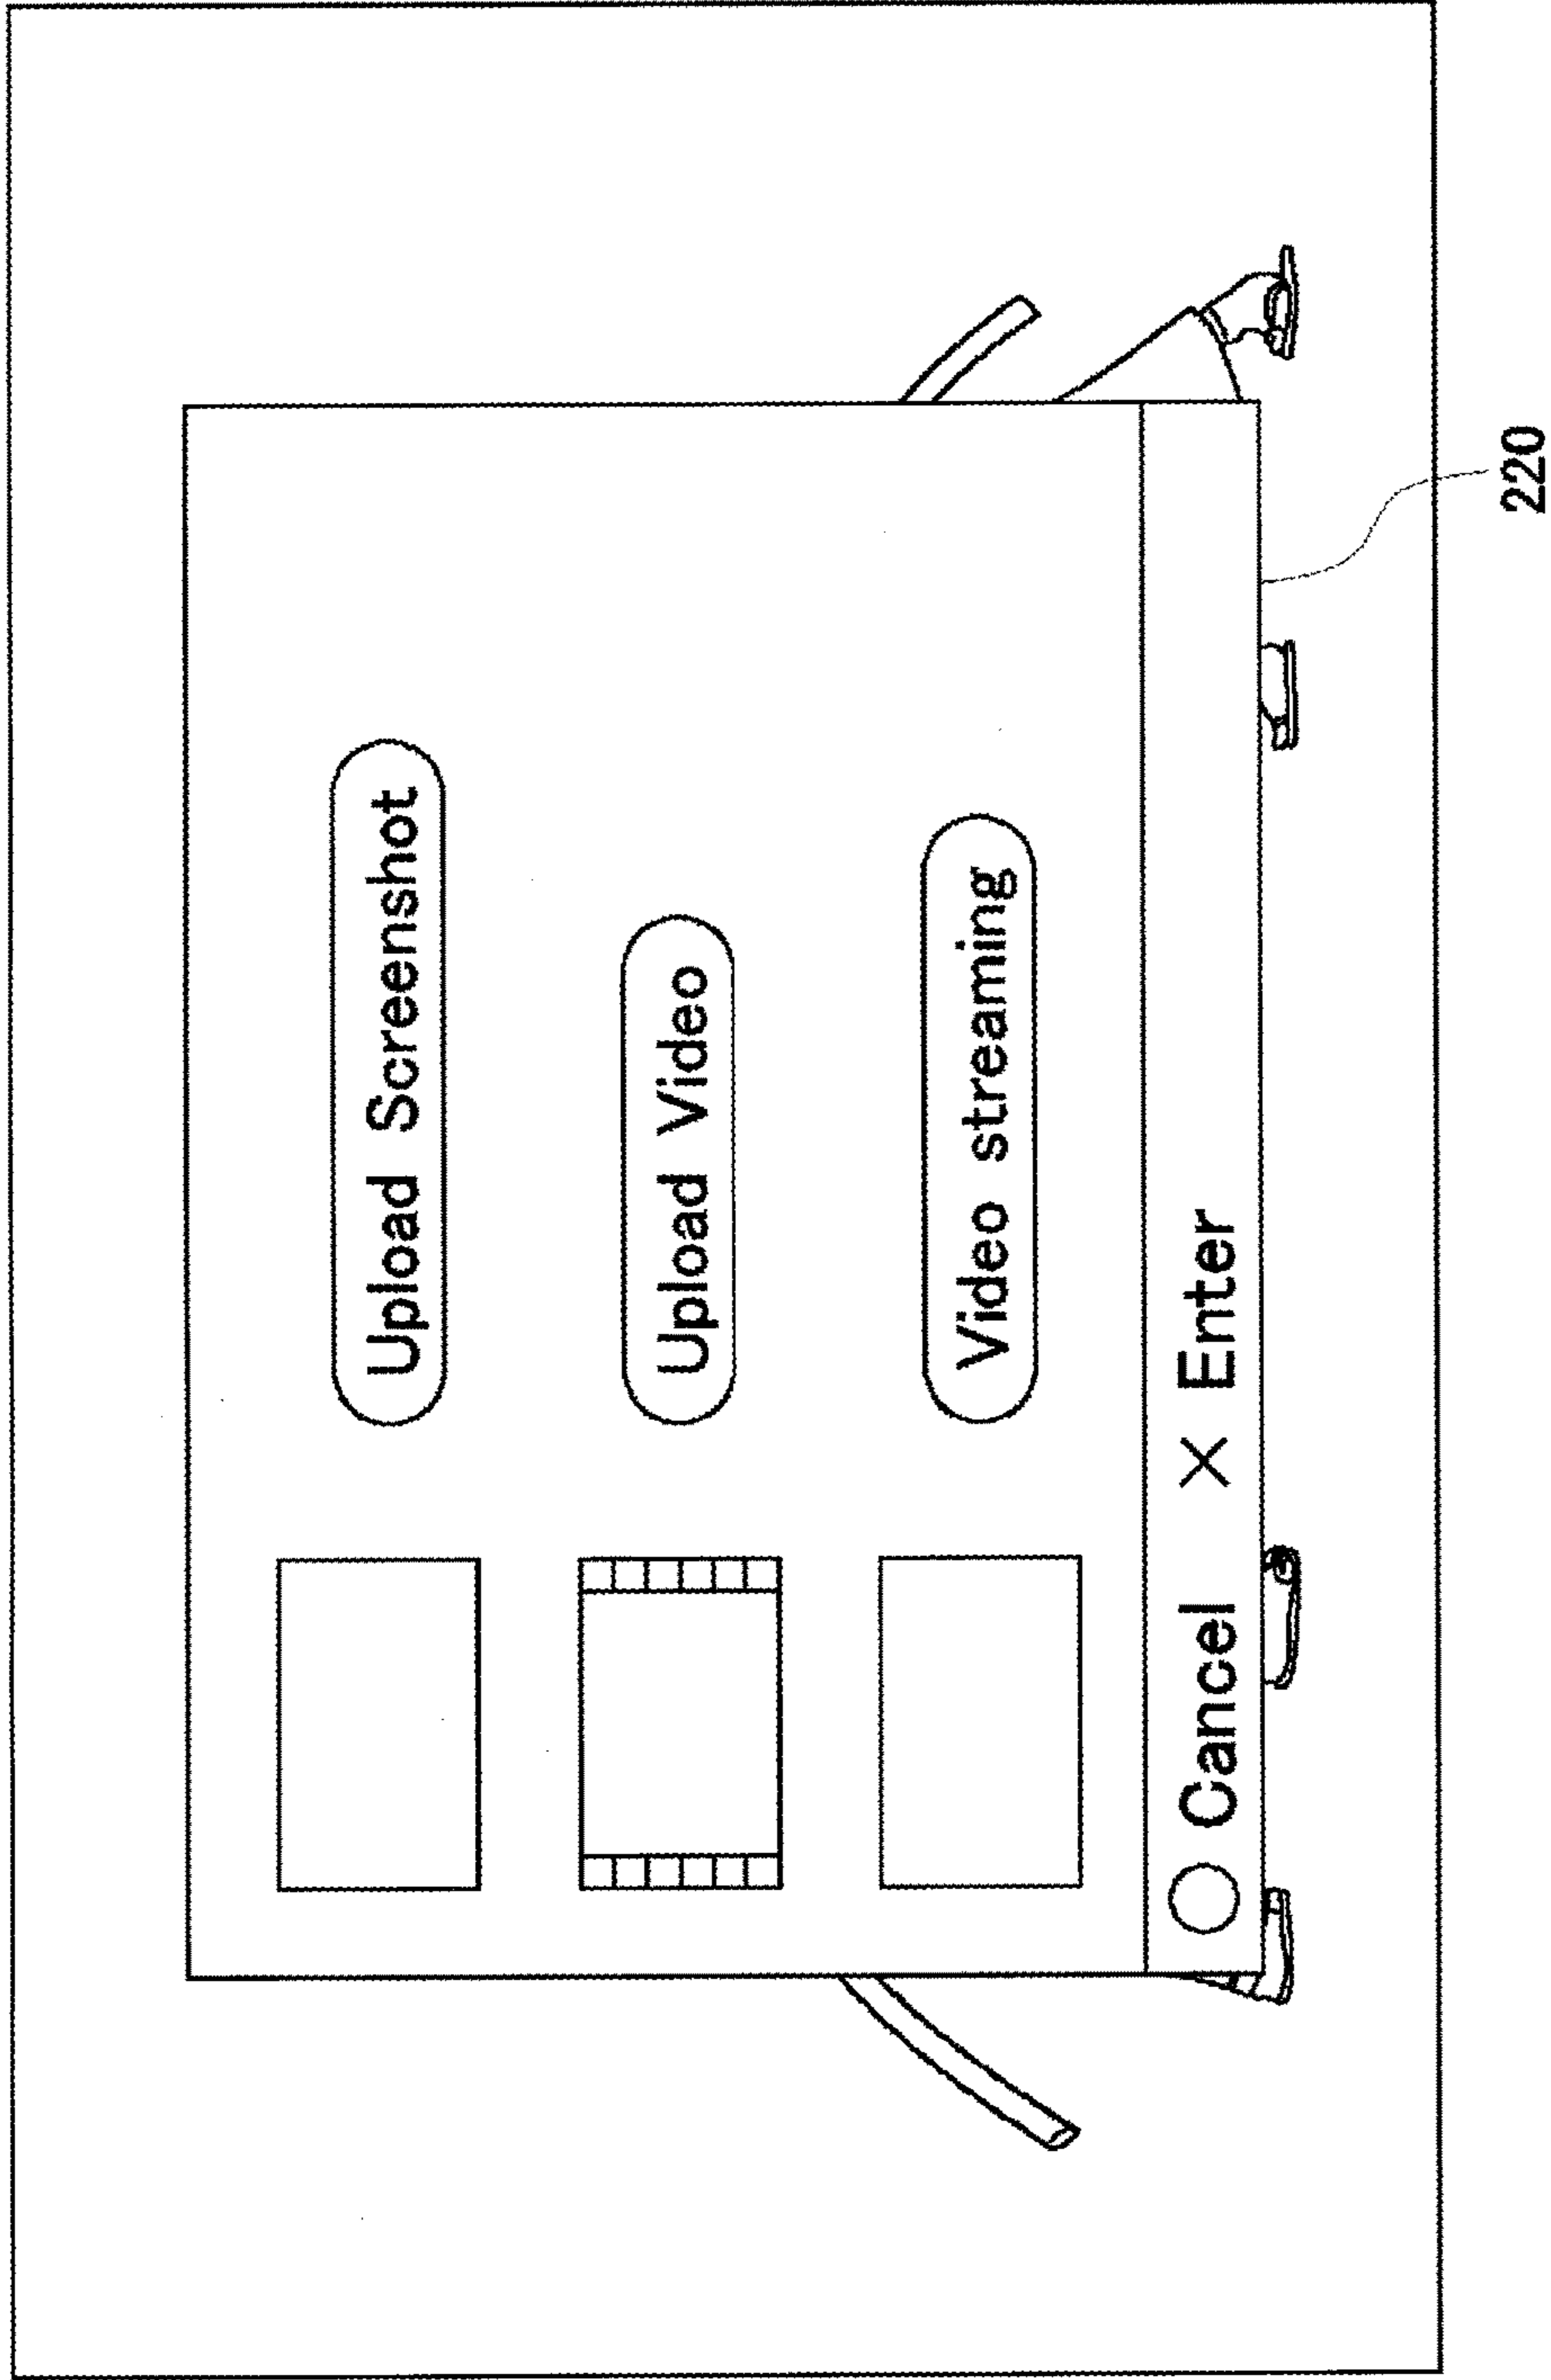 Upload Screenshot
Upload Video
Video streaming
○ Cancel × Enter
220